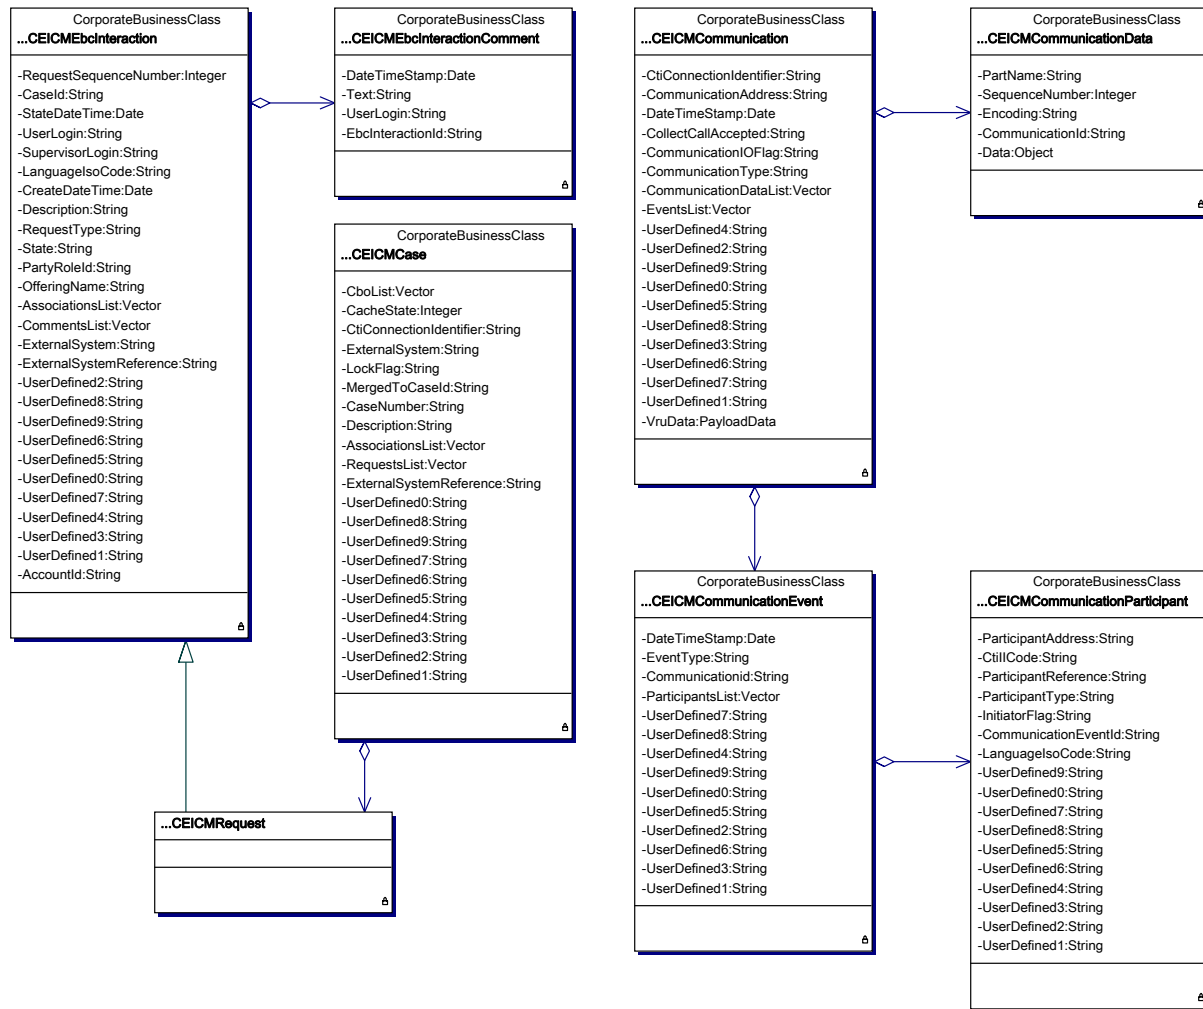 CorporateBusinessClass
...CEICMEbcInteraction
-RequestSequenceNumber:Integer
-CaseId:String
-StateDateTime:Date
-UserLogin:String
-SupervisorLogin:String
-LanguageIsoCode:String
-CreateDateTime:Date
-Description:String
-RequestType:String
-State:String
-PartyRoleId:String
-OfferingName:String
-AssociationsList:Vector
-CommentsList:Vector
-ExternalSystem:String
-ExternalSystemReference:String
-UserDefined2:String
-UserDefined8:String
-UserDefined9:String
-UserDefined6:String
-UserDefined5:String
-UserDefined0:String
-UserDefined7:String
-UserDefined4:String
-UserDefined3:String
-UserDefined1:String
-AccountId:String
CorporateBusinessClass
...CEICMEbcInteractionComment
-DateTimeStamp:Date
-Text:String
-UserLogin:String
-EbcInteractionId:String
CorporateBusinessClass
...CEICMCase
-CboList:Vector
-CacheState:Integer
-CtiConnectionIdentifier:String
-ExternalSystem:String
-LockFlag:String
-MergedToCaseId:String
-CaseNumber:String
-Description:String
-AssociationsList:Vector
-RequestsList:Vector
-ExternalSystemReference:String
-UserDefined0:String
-UserDefined8:String
-UserDefined9:String
-UserDefined7:String
-UserDefined6:String
-UserDefined5:String
-UserDefined4:String
-UserDefined3:String
-UserDefined2:String
-UserDefined1:String
...CEICMRequest
CorporateBusinessClass
...CEICMCommunication
-CtiConnectionIdentifier:String
-CommunicationAddress:String
-DateTimeStamp:Date
-CollectCallAccepted:String
-CommunicationIOFlag:String
-CommunicationType:String
-CommunicationDataList:Vector
-EventsList:Vector
-UserDefined4:String
-UserDefined2:String
-UserDefined9:String
-UserDefined0:String
-UserDefined5:String
-UserDefined8:String
-UserDefined3:String
-UserDefined6:String
-UserDefined7:String
-UserDefined1:String
-VruData:PayloadData
CorporateBusinessClass
...CEICMCommunicationData
-PartName:String
-SequenceNumber:Integer
-Encoding:String
-CommunicationId:String
-Data:Object
CorporateBusinessClass
...CEICMCommunicationEvent
-DateTimeStamp:Date
-EventType:String
-Communicationid:String
-ParticipantsList:Vector
-UserDefined7:String
-UserDefined8:String
-UserDefined4:String
-UserDefined9:String
-UserDefined0:String
-UserDefined5:String
-UserDefined2:String
-UserDefined6:String
-UserDefined3:String
-UserDefined1:String
CorporateBusinessClass
...CEICMCommunicationParticipant
-ParticipantAddress:String
-CtiIICode:String
-ParticipantReference:String
-ParticipantType:String
-InitiatorFlag:String
-CommunicationEventId:String
-LanguageIsoCode:String
-UserDefined9:String
-UserDefined0:String
-UserDefined7:String
-UserDefined8:String
-UserDefined5:String
-UserDefined6:String
-UserDefined4:String
-UserDefined3:String
-UserDefined2:String
-UserDefined1:String